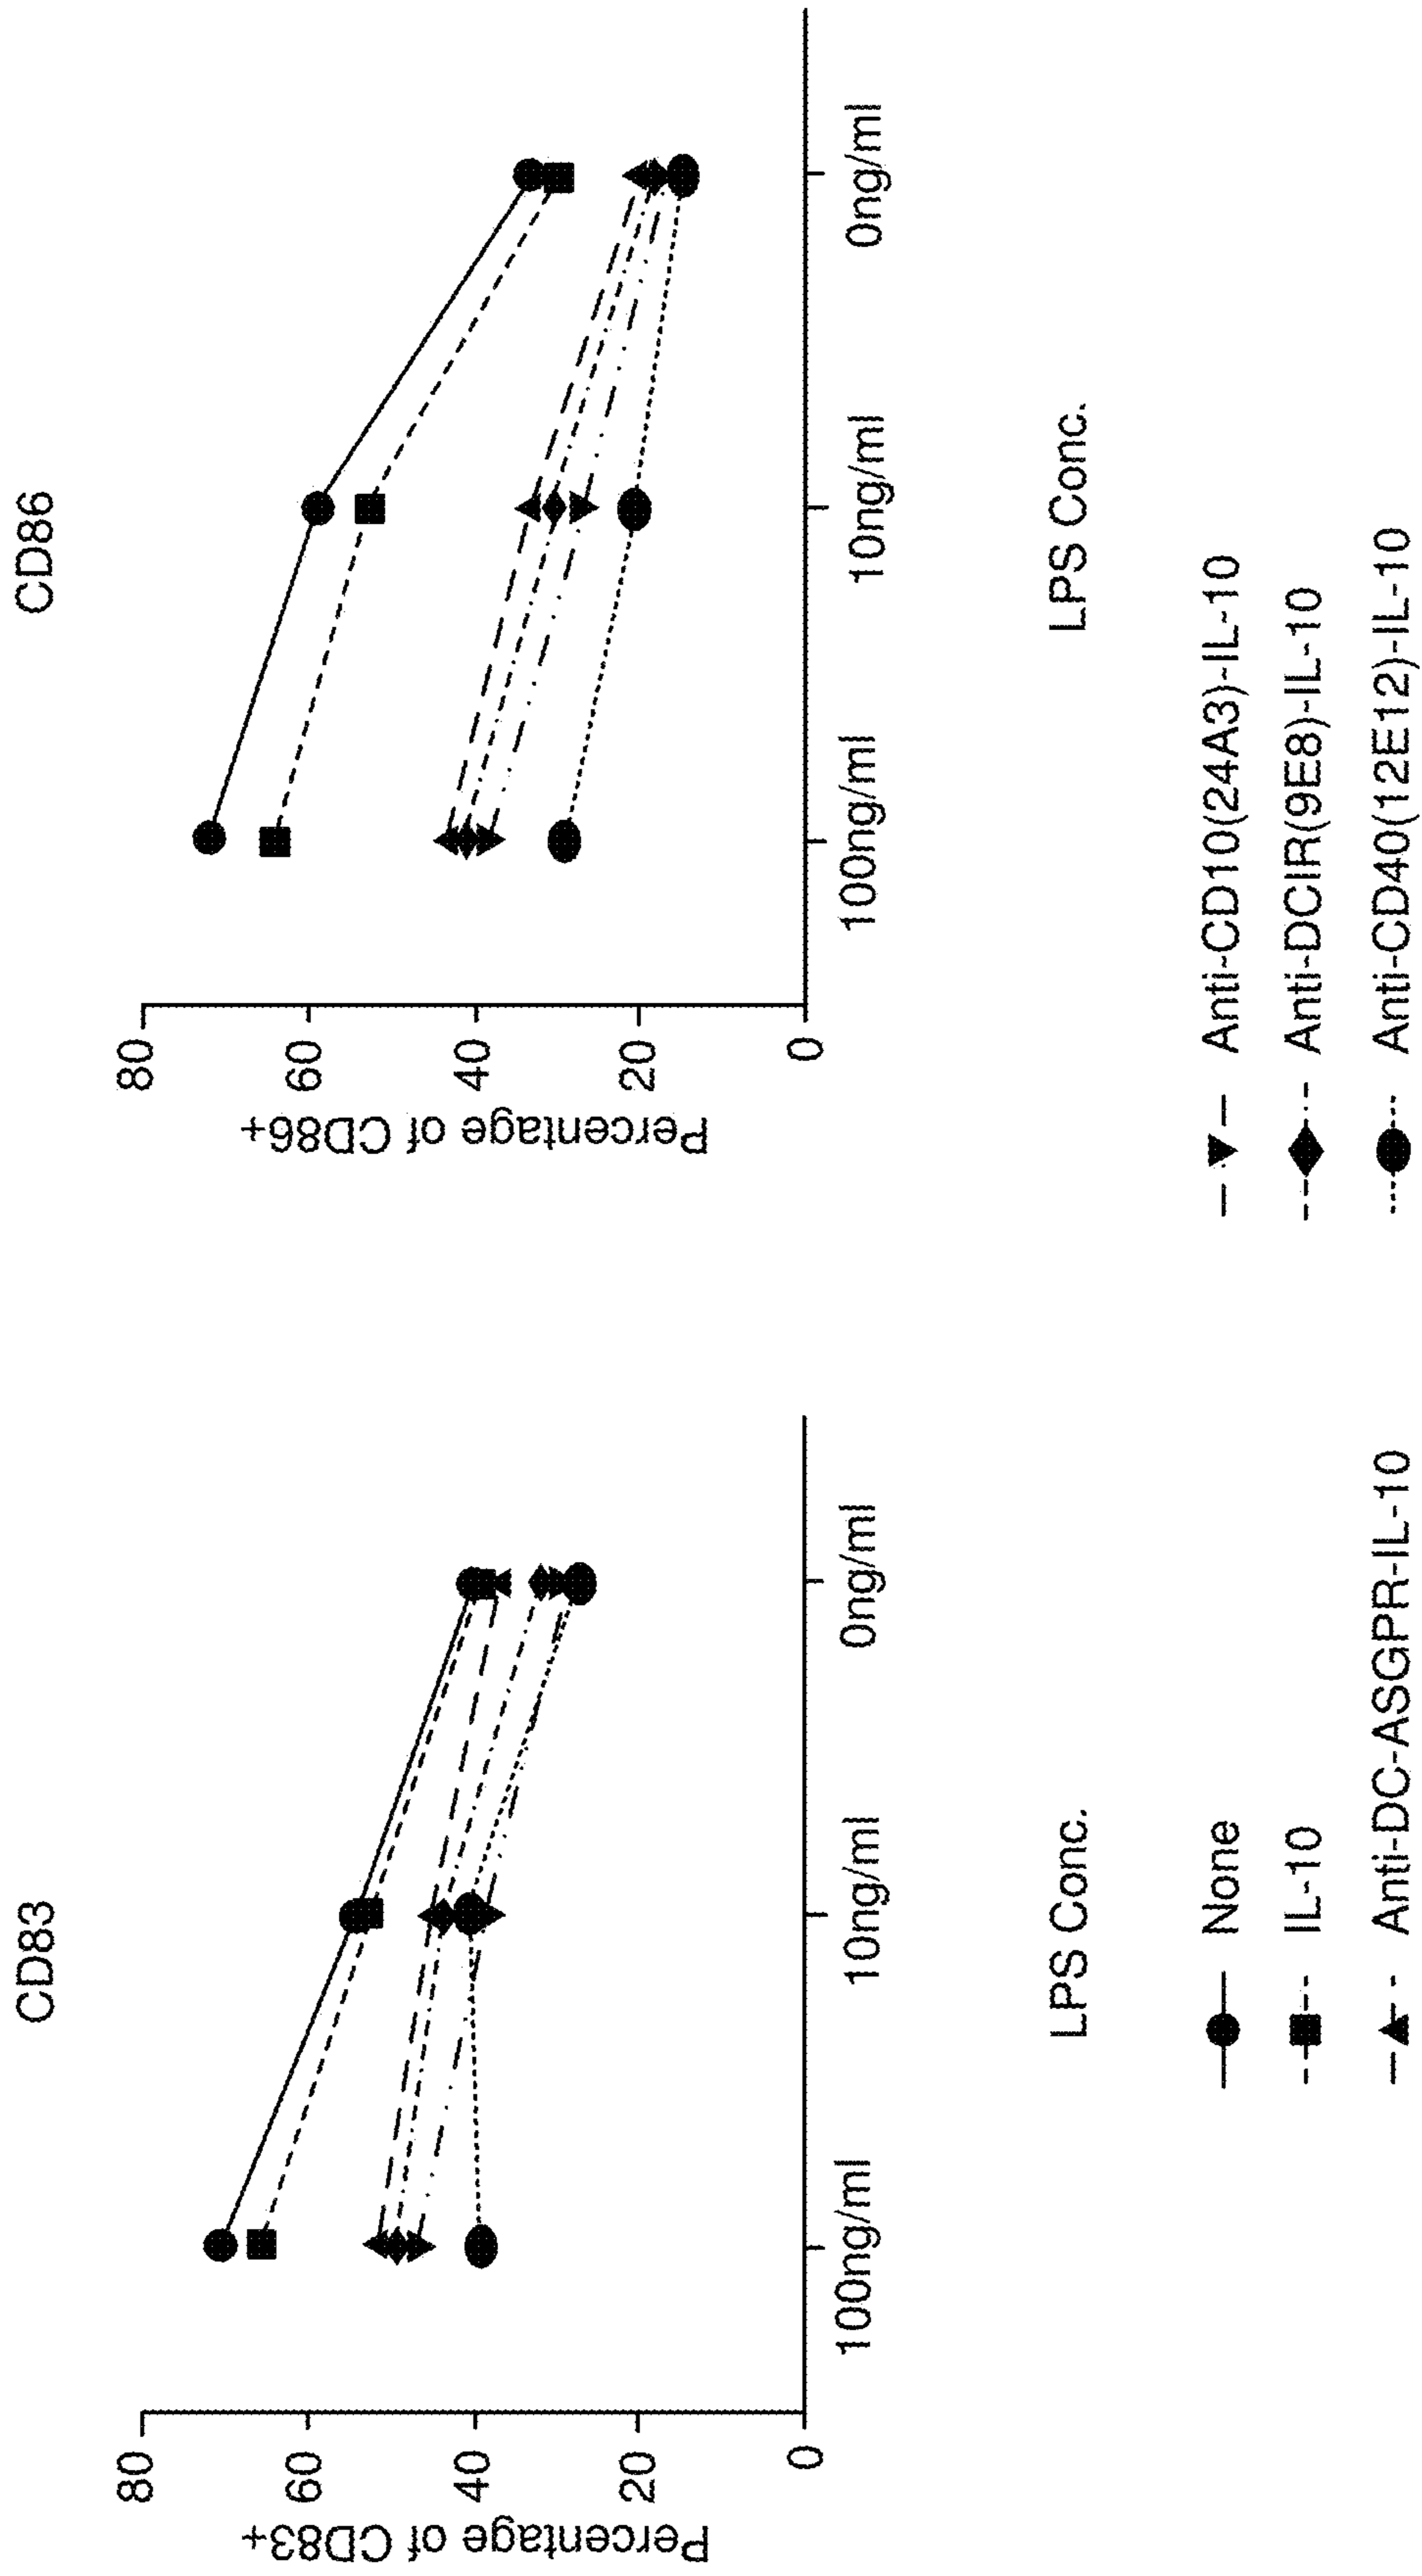 CD83
Percentage of CD83+
80
60
40
20
0
100ng/ml
10ng/ml
0ng/ml
LPS Conc.
None
IL-10
Anti-DC-ASGPR-IL-10
CD86
Percentage of CD86+
80
60
40
20
0
100ng/ml
10ng/ml
0ng/ml
LPS Conc.
Anti-CD10(24A3)-IL-10
Anti-DCIR(9E8)-IL-10
Anti-CD40(12E12)-IL-10